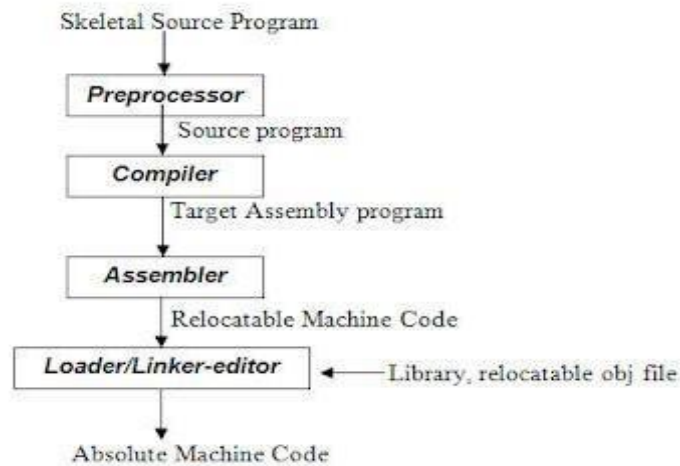 Skeletal Source Program
Preprocessor
Source program
Compiler
Target Assembly program
Assembler
Relocatable Machine Code
Loader/Linker-editor
Library, relocatable obj file
Absolute Machine Code